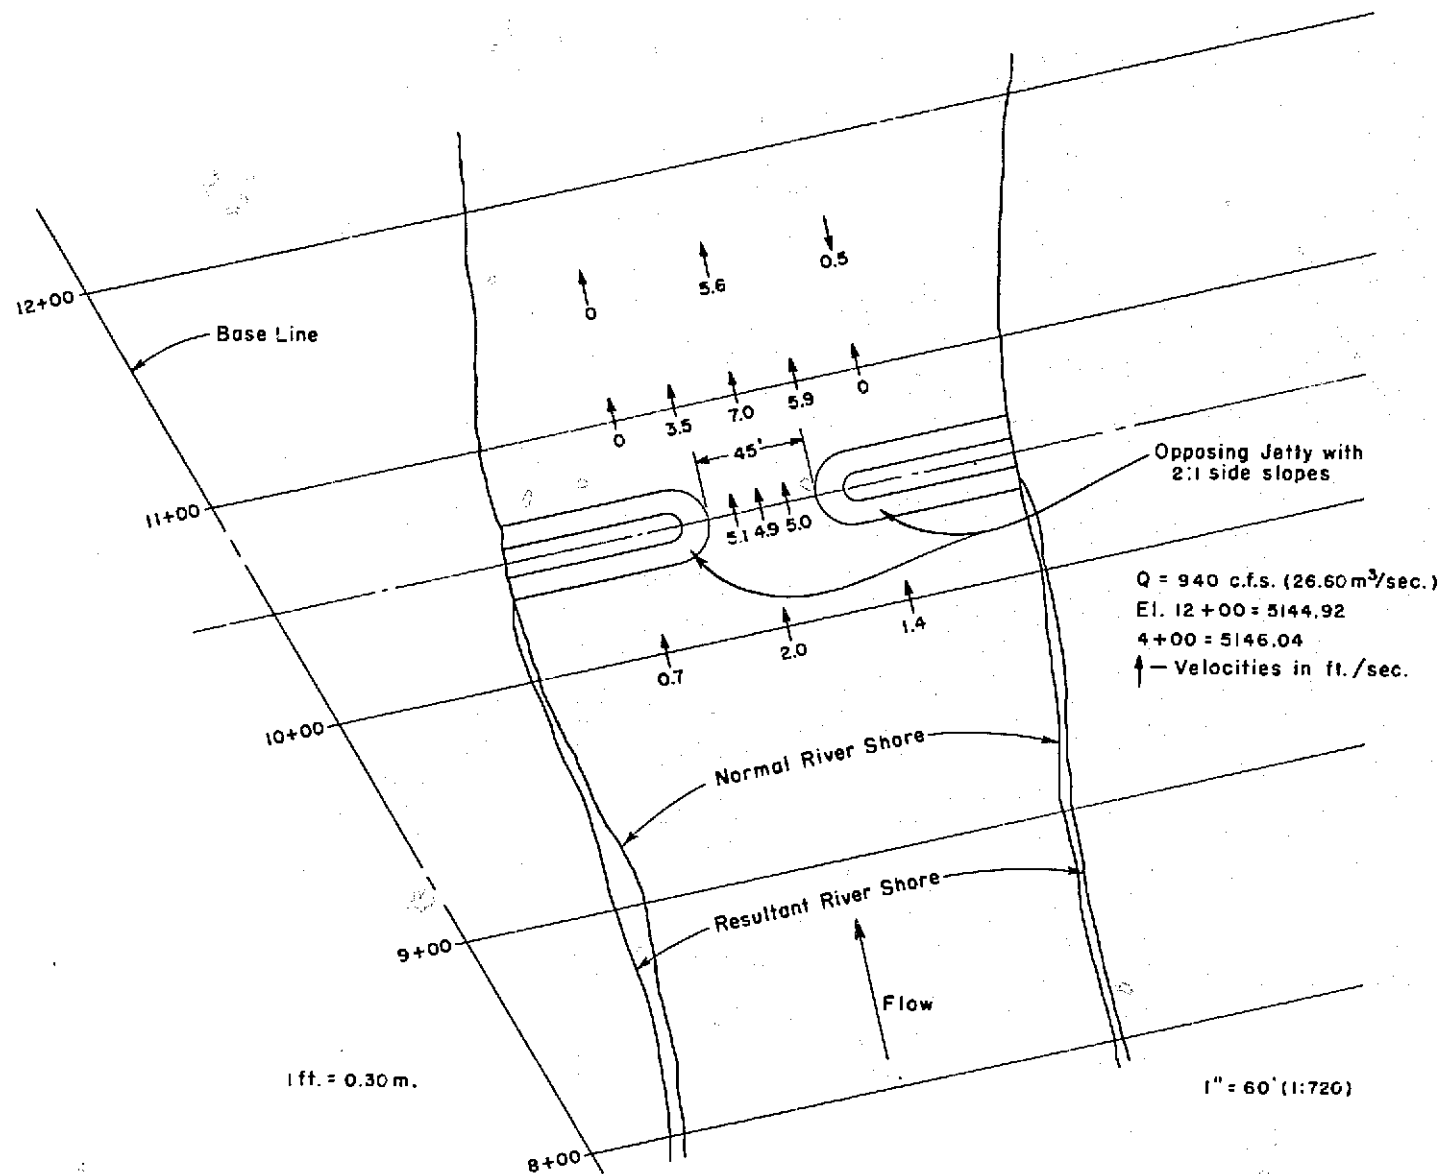 12+00
Base Line
0
5.6
0.5
0
3.5
7.0
5.9
0
11+00
45'
5.1
4.9
5.0
Opposing Jetty with
2:1 side slopes
Q = 940 c.f.s. (26.60 m³/sec.)
El. 12 + 00 = 5144.92
4+00 = 5146.04
— Velocities in ft./sec.
0.7
2.0
1.4
10+00
Normal River Shore
Resultant River Shore
9+00
Flow
1 ft. = 0.30 m.
1" = 60' (1:720)
8+00